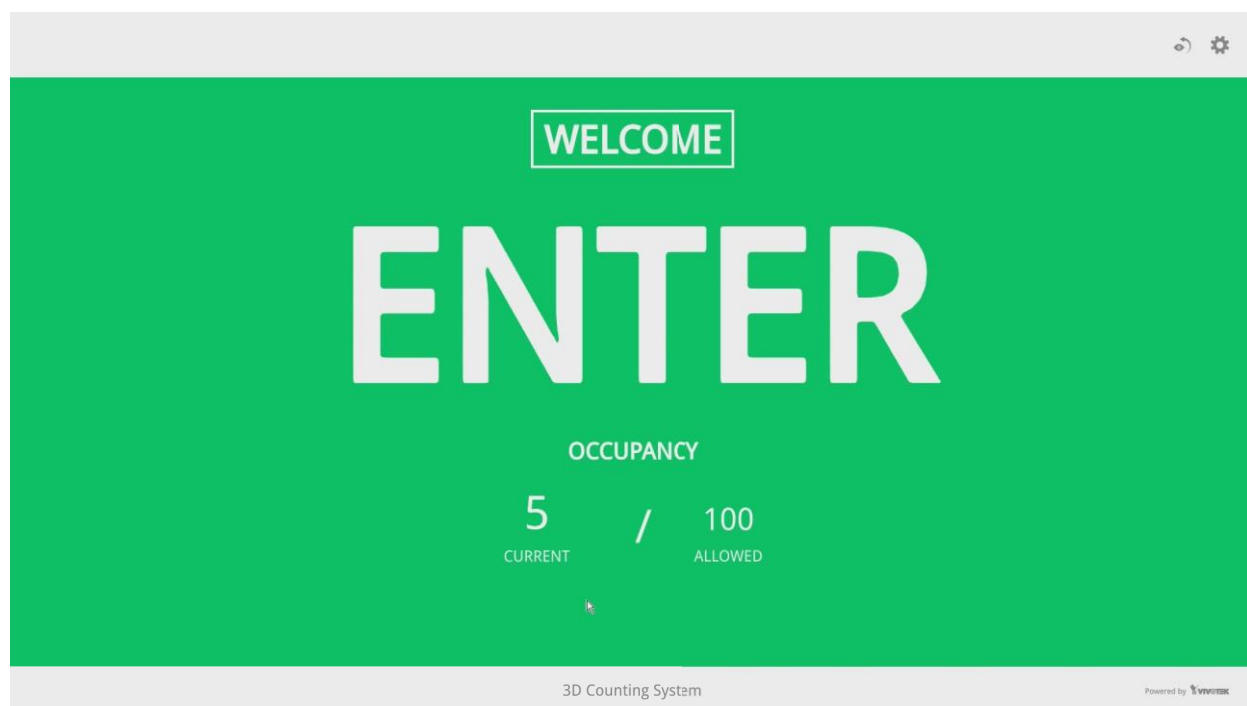 WELCOME
ENTER
OCCUPANCY
5 / 100
CURRENT ALLOWED
3D Counting System
Powered by VIVOTEK